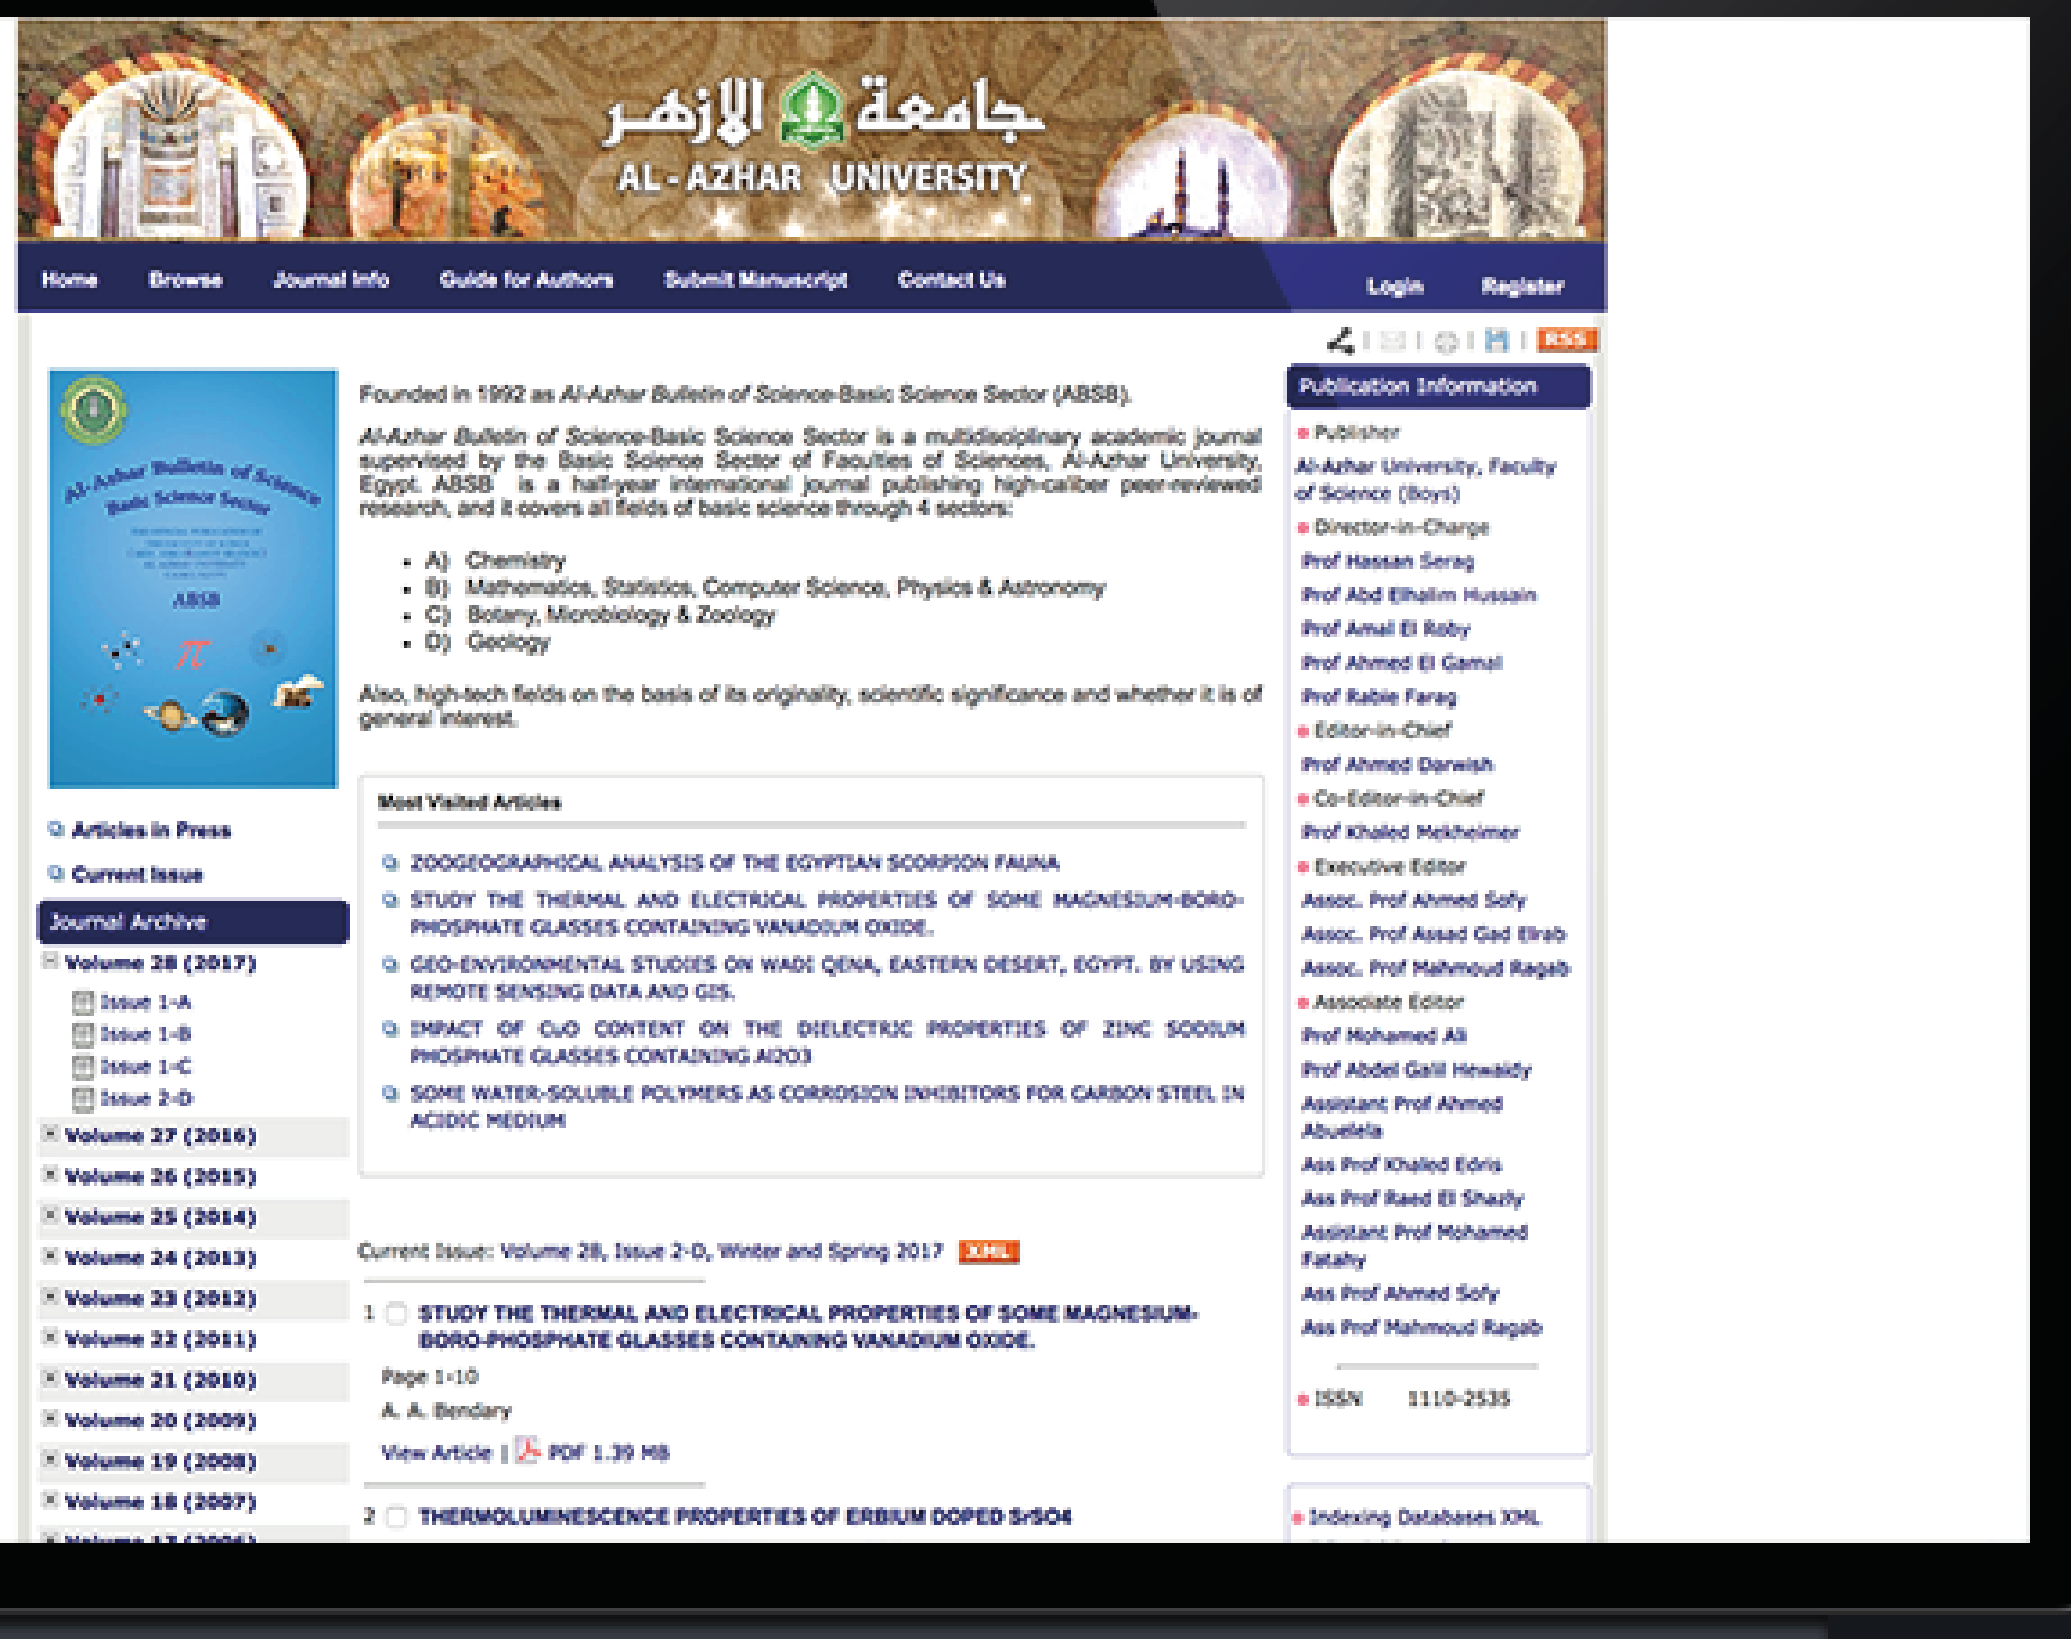 جامعة الازهر
AL-AZHAR UNIVERSITY
Home Browse Journal Info Guide for Authors Submit Manuscript Contact Us Login Register
RSS
Al-Azhar Bulletin of Science
Basic Science Sector
ABSB
π
Articles in Press
Current Issue
Journal Archive
Volume 28 (2017)
Issue 1-A
Issue 1-B
Issue 1-C
Issue 2-D
Volume 27 (2016)
Volume 26 (2015)
Volume 25 (2014)
Volume 24 (2013)
Volume 23 (2012)
Volume 22 (2011)
Volume 21 (2010)
Volume 20 (2009)
Volume 19 (2008)
Volume 18 (2007)
Volume 17 (2006)
Founded in 1992 as Al-Azhar Bulletin of Science-Basic Science Sector (ABSB).
Al-Azhar Bulletin of Science-Basic Science Sector is a multidisciplinary academic journal
supervised by the Basic Science Sector of Faculties of Sciences, Al-Azhar University,
Egypt. ABSB is a half-year international journal publishing high-caliber peer-reviewed
research, and it covers all fields of basic science through 4 sectors:
• A) Chemistry
• B) Mathematics, Statistics, Computer Science, Physics & Astronomy
• C) Botany, Microbiology & Zoology
• D) Geology
Also, high-tech fields on the basis of its originality, scientific significance and whether it is of
general interest.
Most Visited Articles
ZOOGEOGRAPHICAL ANALYSIS OF THE EGYPTIAN SCORPION FAUNA
STUDY THE THERMAL AND ELECTRICAL PROPERTIES OF SOME MAGNESIUM-BORO-
PHOSPHATE GLASSES CONTAINING VANADIUM OXIDE.
GEO-ENVIRONMENTAL STUDIES ON WADI QENA, EASTERN DESERT, EGYPT. BY USING
REMOTE SENSING DATA AND GIS.
IMPACT OF CuO CONTENT ON THE DIELECTRIC PROPERTIES OF ZINC SODIUM
PHOSPHATE GLASSES CONTAINING Al2O3
SOME WATER-SOLUBLE POLYMERS AS CORROSION INHIBITORS FOR CARBON STEEL IN
ACIDIC MEDIUM
Current Issue: Volume 28, Issue 2-D, Winter and Spring 2017 XML
1 STUDY THE THERMAL AND ELECTRICAL PROPERTIES OF SOME MAGNESIUM-
BORO-PHOSPHATE GLASSES CONTAINING VANADIUM OXIDE.
Page 1-10
A. A. Bendary
View Article | PDF 1.39 MB
2 THERMOLUMINESCENCE PROPERTIES OF ERBIUM DOPED SrSO4
Publication Information
Publisher
Al-Azhar University, Faculty
of Science (Boys)
Director-in-Charge
Prof Hassan Serag
Prof Abd Elhalim Hussain
Prof Amal El Roby
Prof Ahmed El Gamal
Prof Rabie Farag
Editor-in-Chief
Prof Ahmed Darwish
Co-Editor-in-Chief
Prof Khaled Mekheimer
Executive Editor
Assoc. Prof Ahmed Sofy
Assoc. Prof Assad Gad Elrab
Assoc. Prof Mahmoud Ragab
Associate Editor
Prof Mohamed Ali
Prof Abdel Galil Hewaidy
Assistant Prof Ahmed
Abuelela
Ass Prof Khaled Edris
Ass Prof Raed El Shazly
Assistant Prof Mohamed
Fatahy
Ass Prof Ahmed Sofy
Ass Prof Mahmoud Ragab
ISSN 1110-2535
Indexing Databases XML